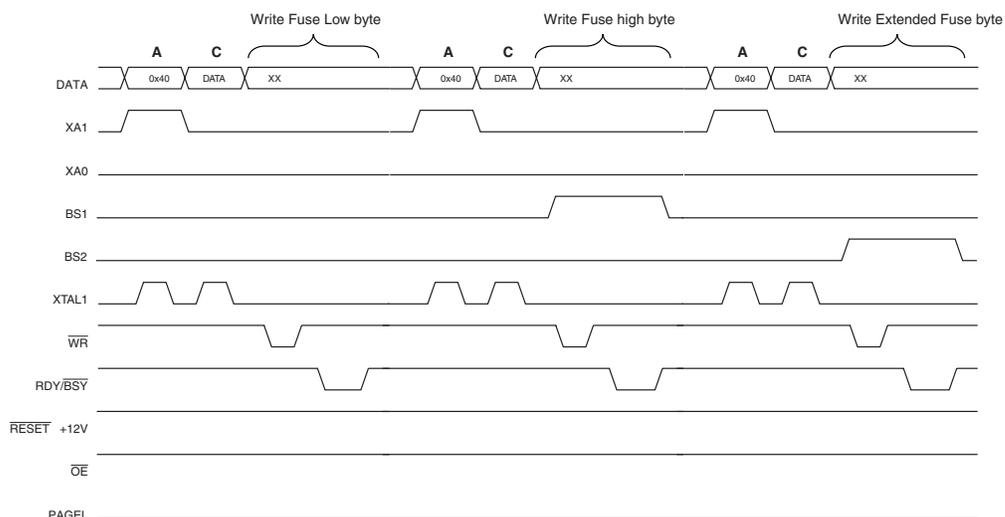 Write Fuse Low byte Write Fuse high byte Write Extended Fuse byte
A C A C A C
DATA 0x40 DATA XX 0x40 DATA XX 0x40 DATA XX
XA1
XA0
BS1
BS2
XTAL1
WR
RDY/BSY
RESET +12V
OE
PAGEL